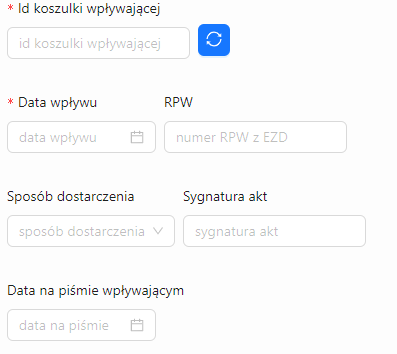 * Id koszulki wpływającej
id koszulki wpływającej
* Data wpływu RPW
data wpływu numer RPW z EZD
Sposób dostarczenia Sygnatura akt
sposób dostarczenia sygnatura akt
Data na piśmie wpływającym
data na piśmie